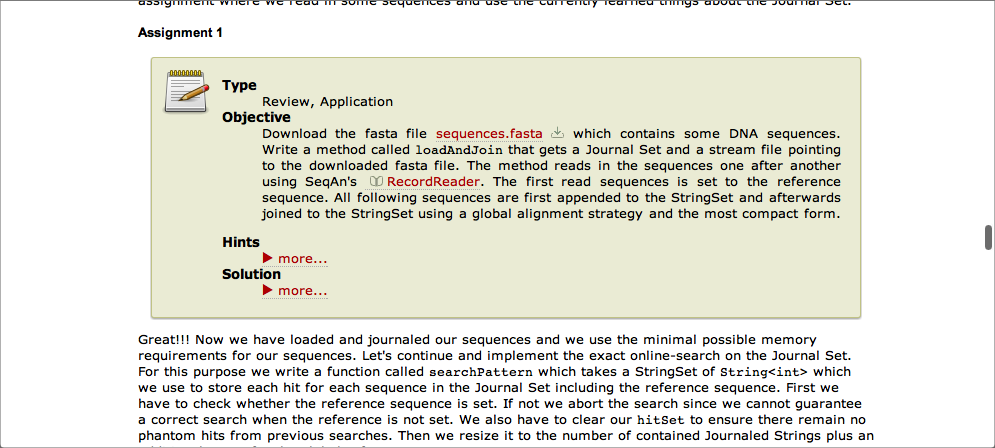 assignment where we read in some sequences and use the currently learned things about the Journal Set.
Assignment 1
Type
Review, Application
Objective
Download the fasta file sequences.fasta which contains some DNA sequences.
Write a method called loadAndJoin that gets a Journal Set and a stream file pointing
to the downloaded fasta file. The method reads in the sequences one after another
using SeqAn's RecordReader. The first read sequences is set to the reference
sequence. All following sequences are first appended to the StringSet and afterwards
joined to the StringSet using a global alignment strategy and the most compact form.
Hints
more...
Solution
more...
Great!!! Now we have loaded and journaled our sequences and we use the minimal possible memory
requirements for our sequences. Let's continue and implement the exact online-search on the Journal Set.
For this purpose we write a function called searchPattern which takes a StringSet of String<int> which
we use to store each hit for each sequence in the Journal Set including the reference sequence. First we
have to check whether the reference sequence is set. If not we abort the search since we cannot guarantee
a correct search when the reference is not set. We also have to clear our hitSet to ensure there remain no
phantom hits from previous searches. Then we resize it to the number of contained Journaled Strings plus an